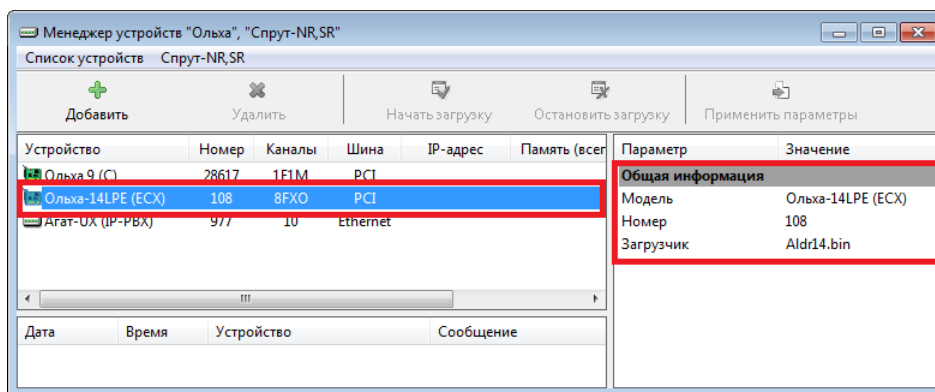 Менеджер устройств "Ольха", "Спрут-NR,SR"
Список устройств Спрут-NR,SR
Добавить Удалить Начать загрузку Остановить загрузку Применить параметры
Устройство Номер Каналы Шина IP-адрес Память (всег Параметр Значение
Ольха 9 (C) 28617 1E1M PCI Общая информация
Ольха-14LPE (ECX) 108 8FXO PCI Модель Ольха-14LPE (ECX)
Агат-UX (IP-PBX) 977 10 Ethernet Номер 108
Загрузчик Aldr14.bin
Дата Время Устройство Сообщение